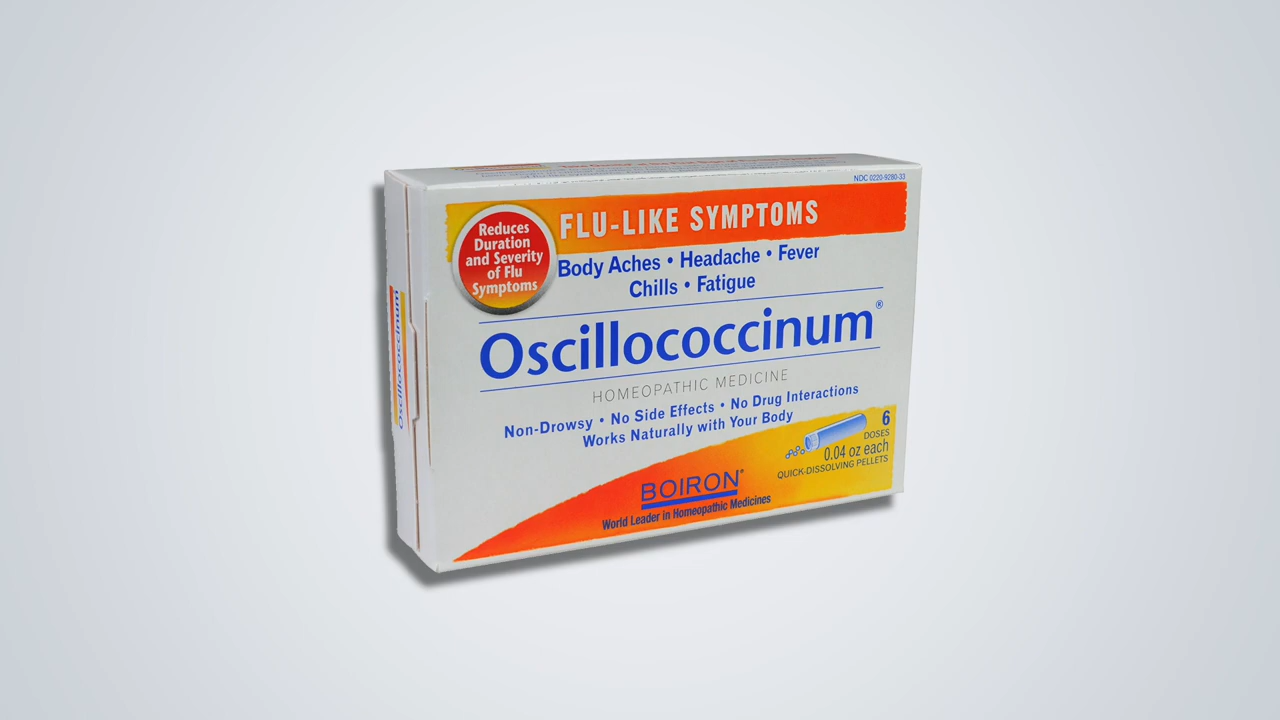 NDC 0220-9280-33
FLU-LIKE SYMPTOMS
Reduces
Duration
and Severity
of Flu
Symptoms
Body Aches • Headache • Fever
Chills • Fatigue
Oscillococcinum®
HOMEOPATHIC MEDICINE
Non-Drowsy • No Side Effects • No Drug Interactions
Works Naturally with Your Body
6
DOSES
0.04 oz each
QUICK-DISSOLVING PELLETS
BOIRON®
World Leader in Homeopathic Medicines
Oscillococcinum